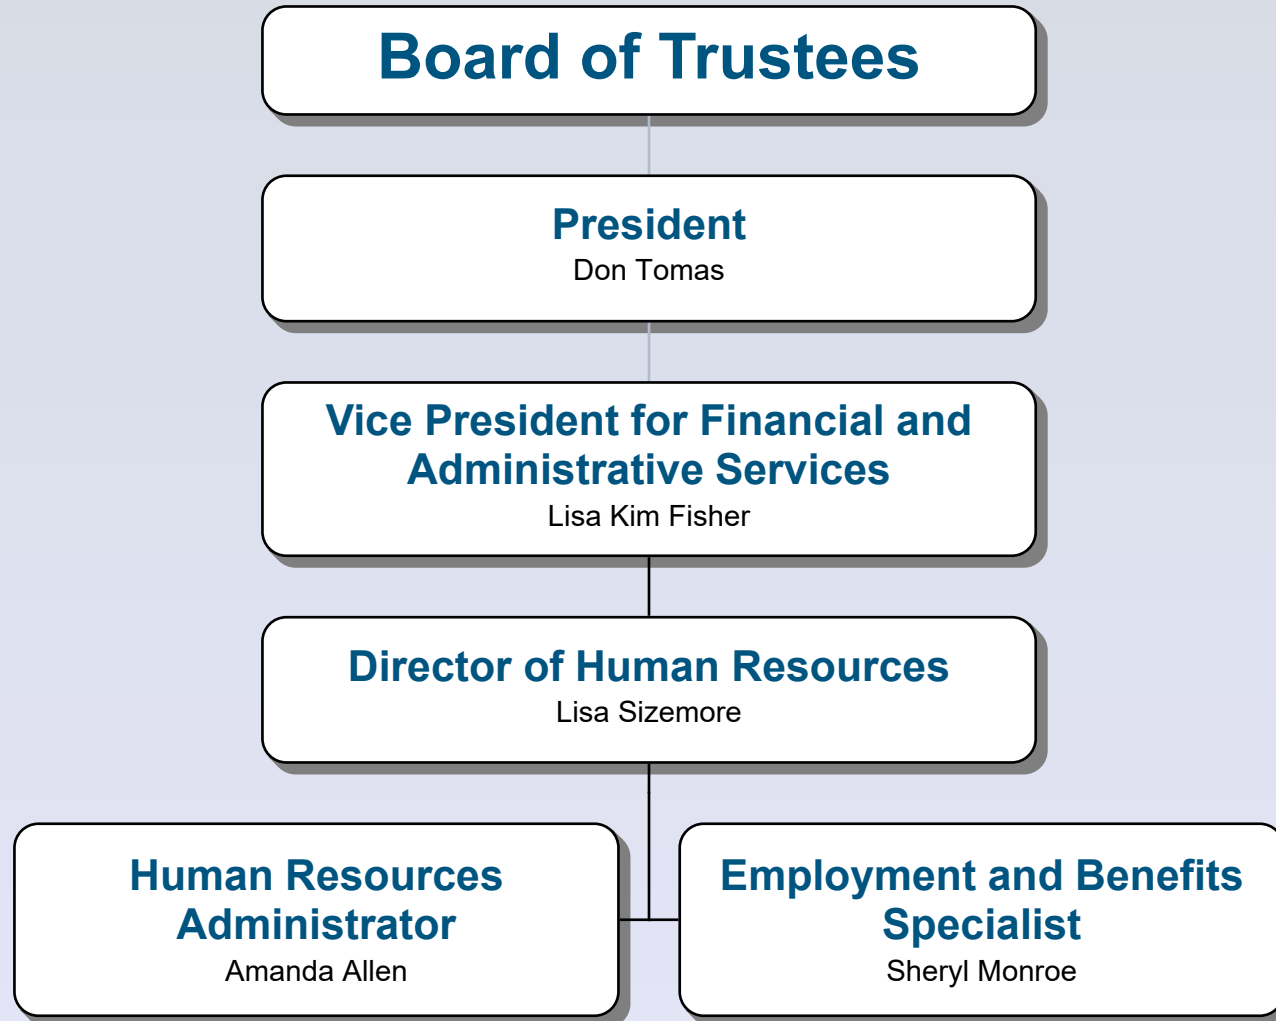 Board of Trustees
President
Don Tomas
Vice President for Financial and
Administrative Services
Lisa Kim Fisher
Director of Human Resources
Lisa Sizemore
Human Resources
Administrator
Amanda Allen
Employment and Benefits
Specialist
Sheryl Monroe